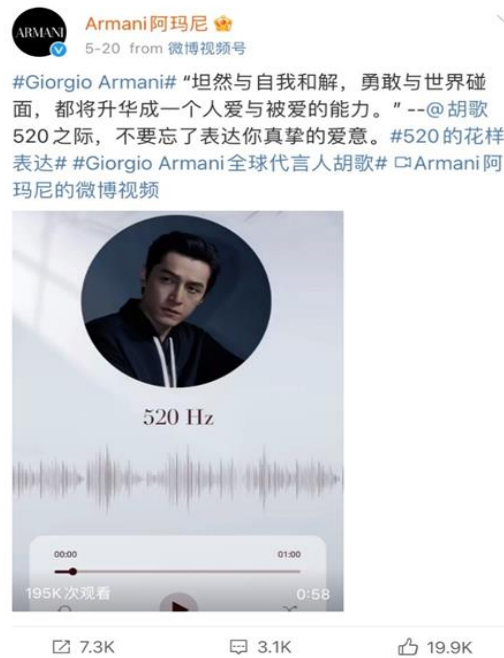 ARMANI
Armani阿玛尼
5-20 from 微博视频号
#Giorgio Armani# “坦然与自我和解，勇敢与世界碰
面，都将升华成一个人爱与被爱的能力。” --@胡歌
520之际，不要忘了表达你真挚的爱意。#520的花样
表达# #Giorgio Armani全球代言人胡歌# Armani阿
玛尼的微博视频
520 Hz
00:00 01:00
195K次观看 0:58
7.3K 3.1K 19.9K